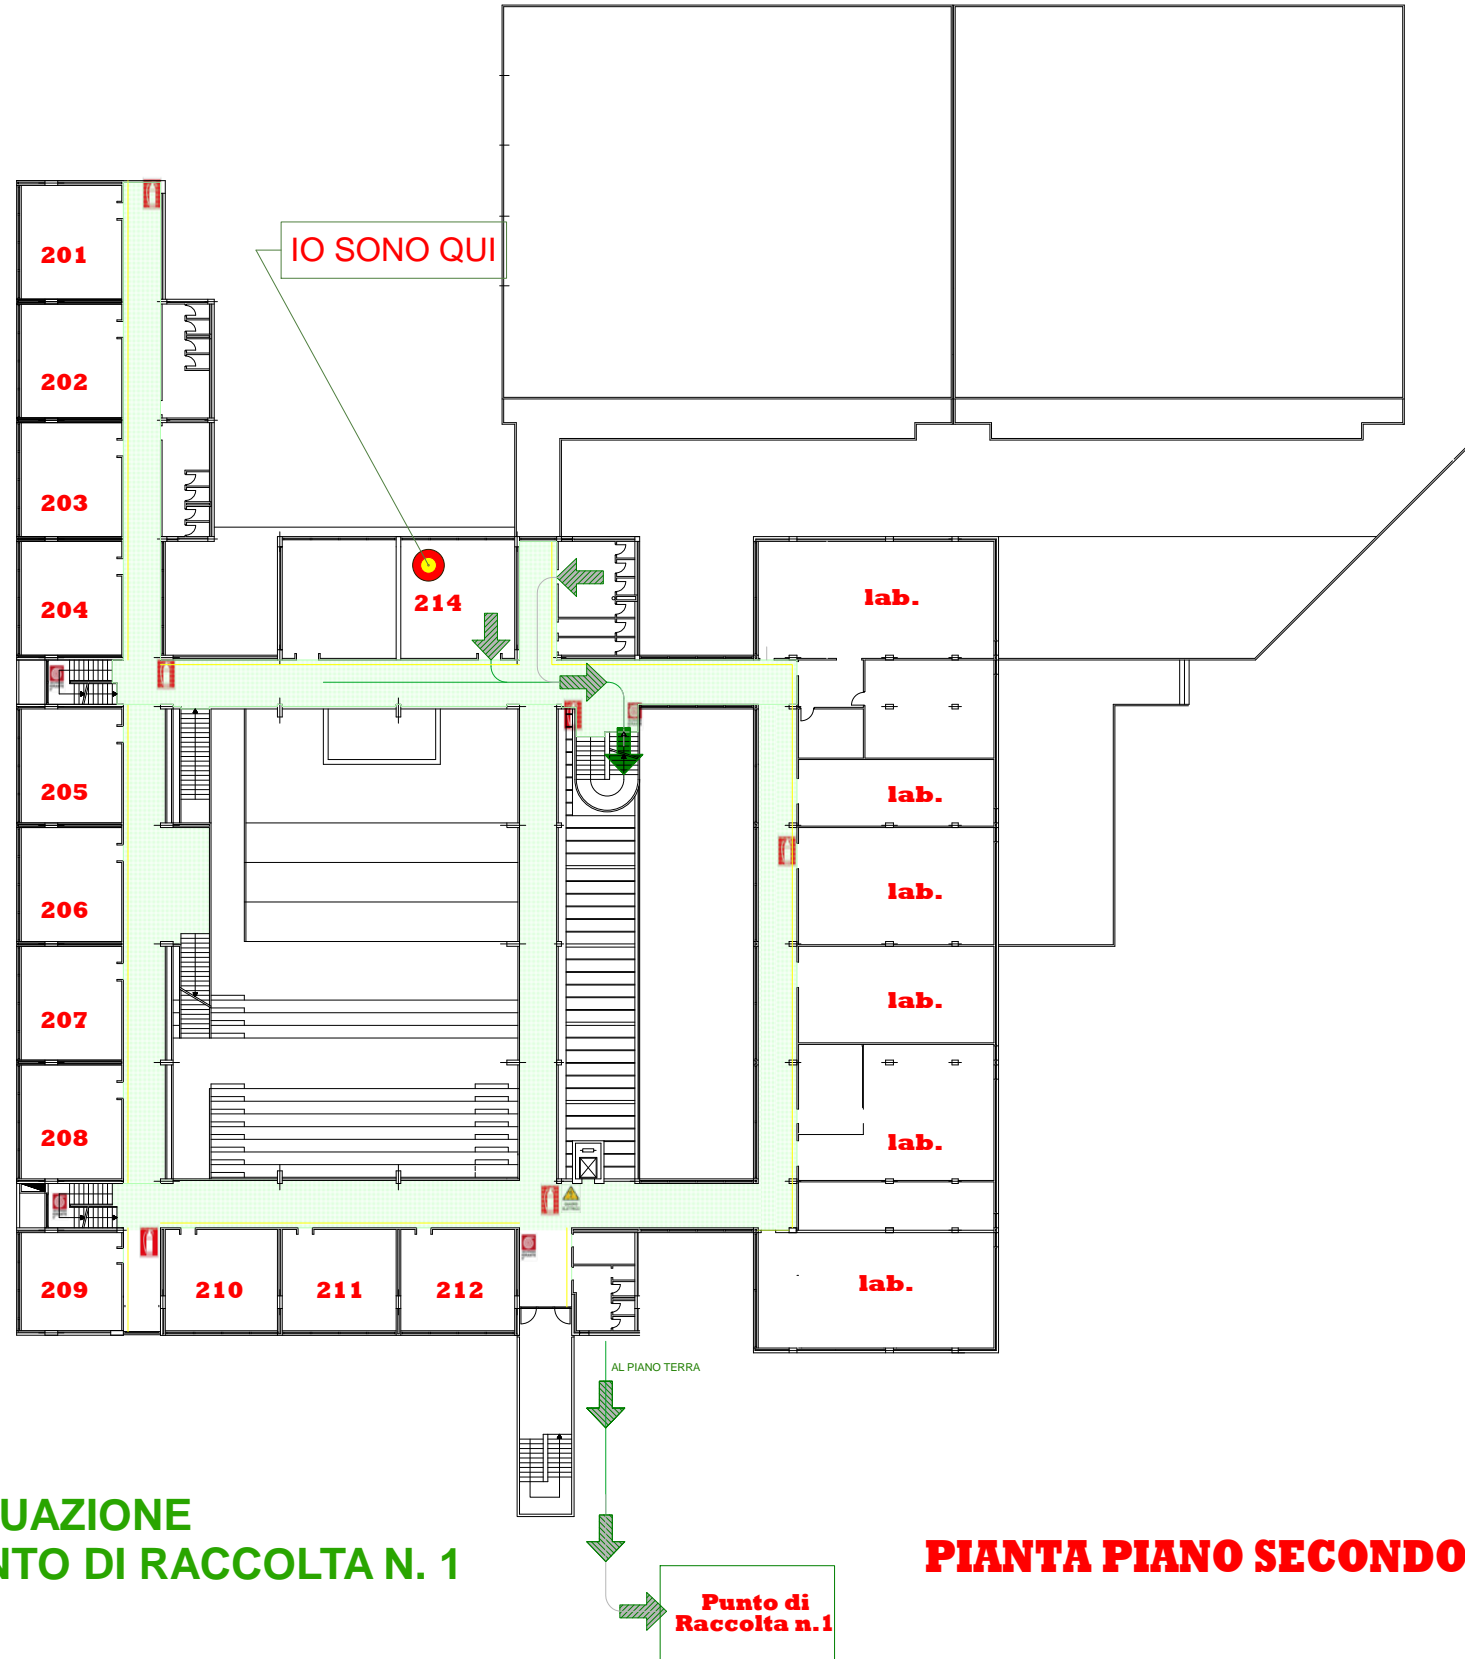 IO SONO QUI
201
202
203
204
214
lab.
205
lab.
206
lab.
207
lab.
208
lab.
209
210
211
212
lab.
AL PIANO TERRA
UAZIONE
NTO DI RACCOLTA N. 1
PIANTA PIANO SECONDO
Punto di
Raccolta n.1